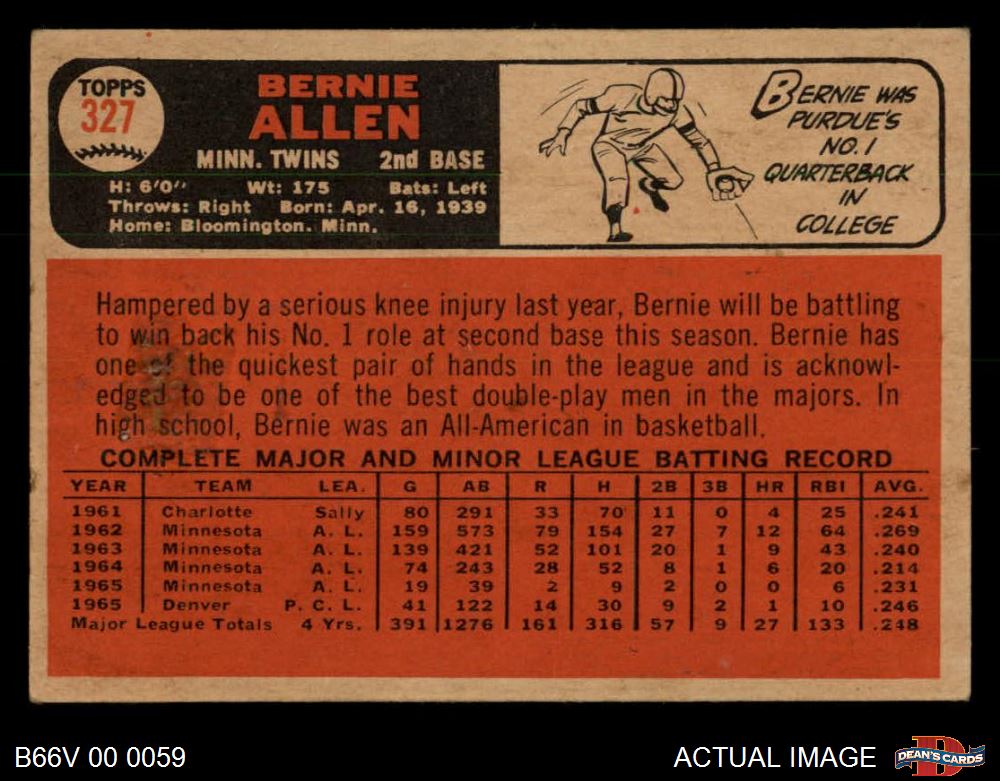 TOPPS
327
BERNIE
ALLEN
MINN. TWINS 2nd BASE
H: 6'0" Wt: 175 Bats: Left
Throws: Right Born: Apr. 16, 1939
Home: Bloomington. Minn.
BERNIE WAS
PURDUE'S
NO. 1
QUARTERBACK
IN
COLLEGE
Hampered by a serious knee injury last year, Bernie will be battling
to win back his No. 1 role at second base this season. Bernie has
one of the quickest pair of hands in the league and is acknowl-
edged to be one of the best double-play men in the majors. In
high school, Bernie was an All-American in basketball.
COMPLETE MAJOR AND MINOR LEAGUE BATTING RECORD
YEAR TEAM LEA. G AB R H 2B 3B HR RBI AVG.
1961 Charlotte Sally 80 291 33 70 11 0 4 25 .241
1962 Minnesota A. L. 159 573 79 154 27 7 12 64 .269
1963 Minnesota A. L. 139 421 52 101 20 1 9 43 .240
1964 Minnesota A. L. 74 243 28 52 8 1 6 20 .214
1965 Minnesota A. L. 19 39 2 9 2 0 0 6 .231
1965 Denver P. C. L. 41 122 14 30 9 2 1 10 .246
Major League Totals 4 Yrs. 391 1276 161 316 57 9 27 133 .248
B66V 00 0059
ACTUAL IMAGE
D
DEAN'S CARDS